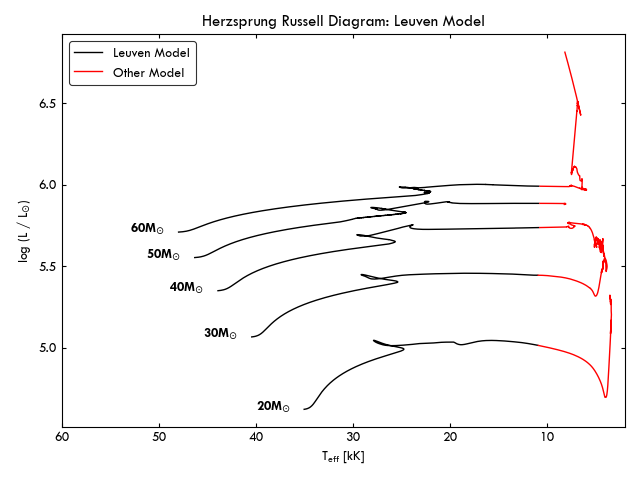 Herzsprung Russell Diagram: Leuven Model
Leuven Model
Other Model
log (L / L☉)
6.5
6.0
5.5
5.0
60M☉
50M☉
40M☉
30M☉
20M☉
60
50
40
30
20
10
T_eff [kK]